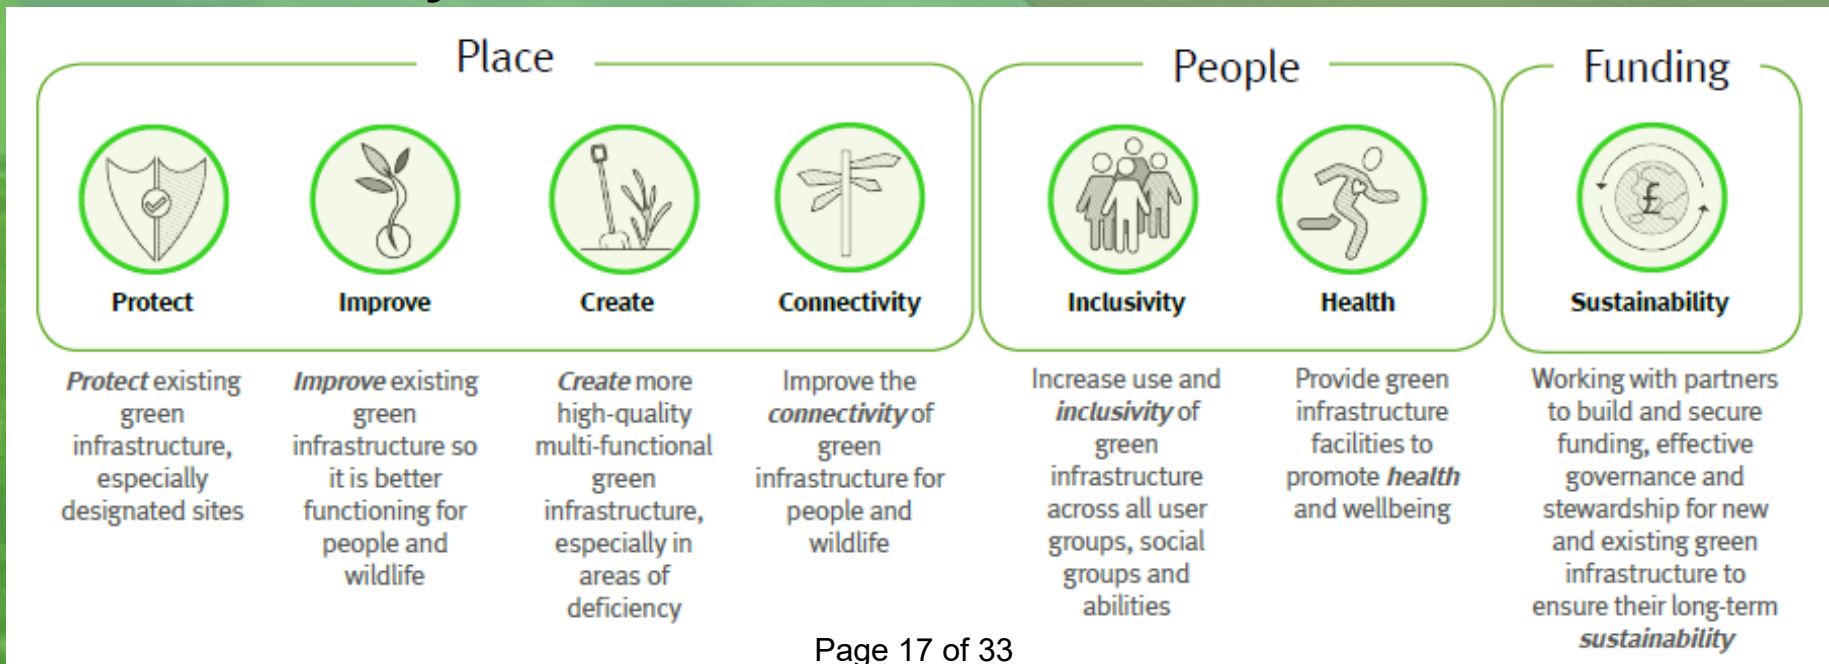 Place
Protect
Improve
Create
Connectivity
Protect existing
green
infrastructure,
especially
designated sites
Improve existing
green
infrastructure so
it is better
functioning for
people and
wildlife
Create more
high-quality
multi-functional
green
infrastructure,
especially in
areas of
deficiency
Improve the
connectivity of
green
infrastructure for
people and
wildlife
People
Inclusivity
Health
Increase use and
inclusivity of
green
infrastructure
across all user
groups, social
groups and
abilities
Provide green
infrastructure
facilities to
promote health
and wellbeing
Funding
£
Sustainability
Working with partners
to build and secure
funding, effective
governance and
stewardship for new
and existing green
infrastructure to
ensure their long-term
sustainability
Page 17 of 33